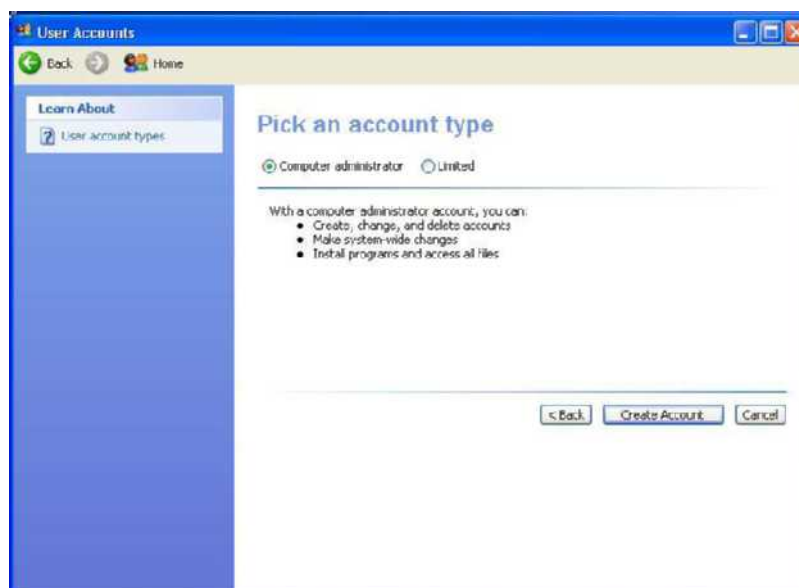 User Accounts
Back Home
Learn About
User account types
Pick an account type
Computer administrator Limited
With a computer administrator account, you can:
Create, change, and delete accounts
Make system-wide changes
Install programs and access all files
< Back Create Account Cancel